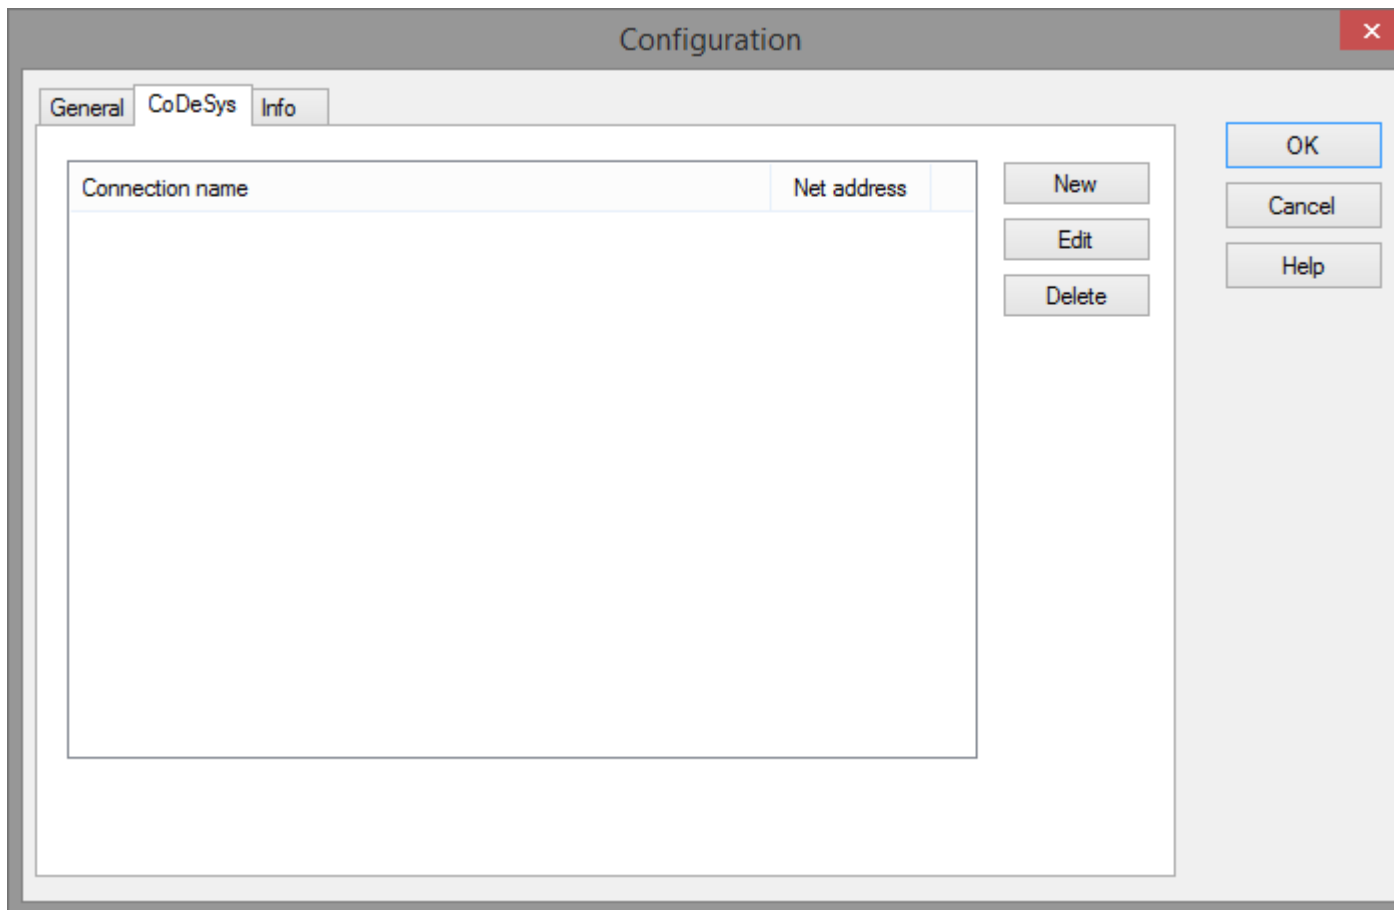 Configuration
General CoDeSys Info
Connection name Net address
New
Edit
Delete
OK
Cancel
Help